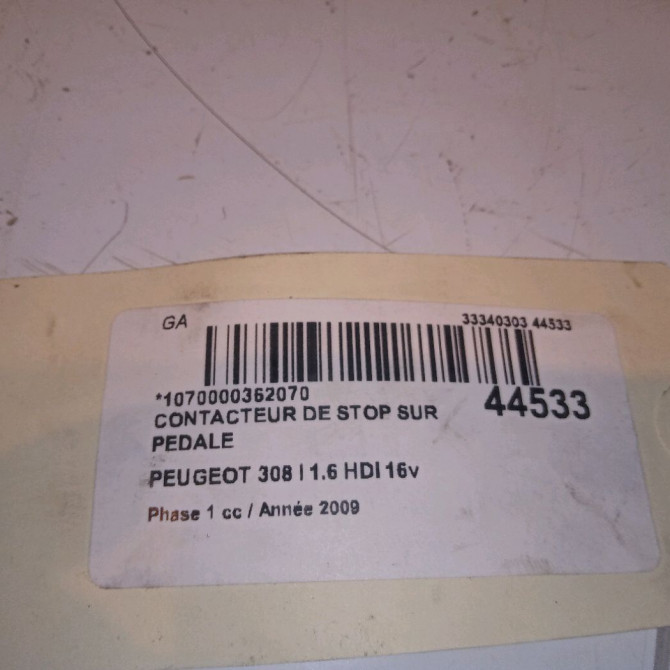 GA 33340303 44533
*1070000362070 44533
CONTACTEUR DE STOP SUR
PEDALE
PEUGEOT 308 I 1.6 HDI 16v
Phase 1 cc / Année 2009